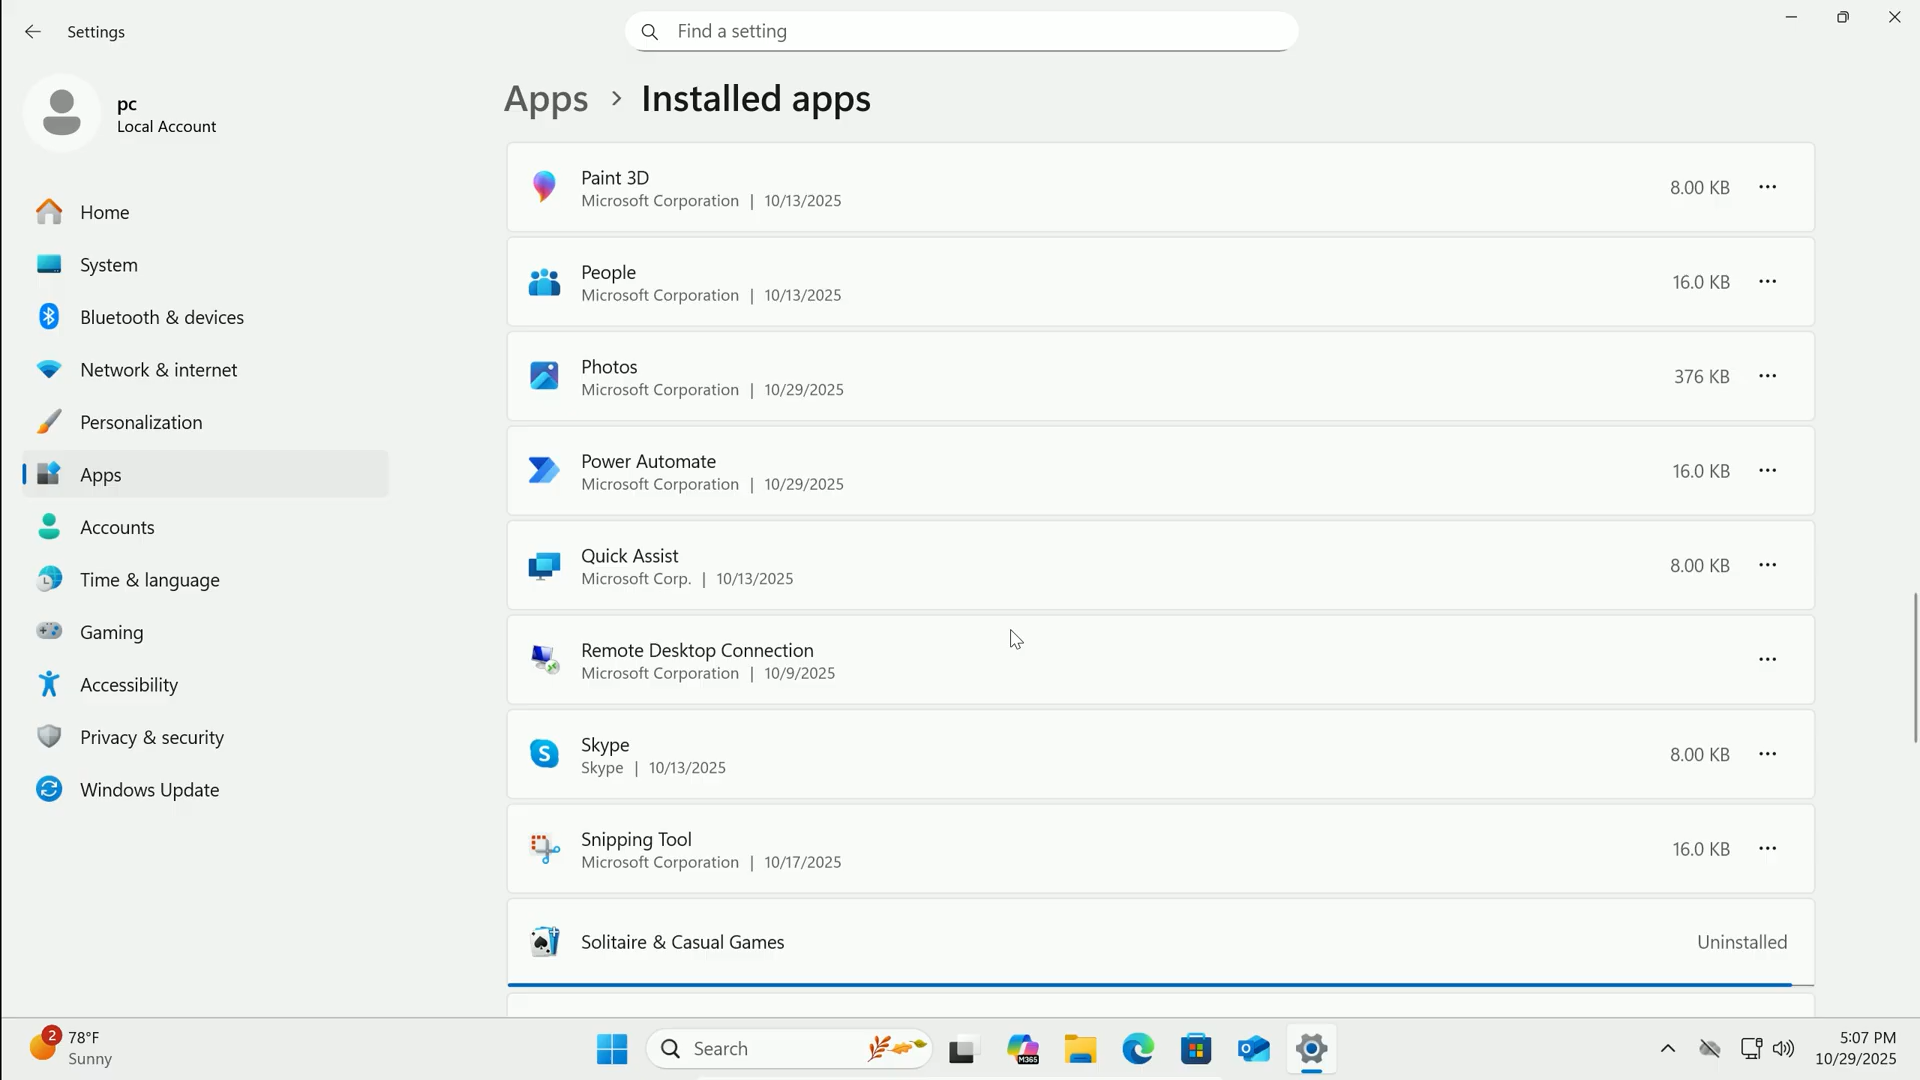 Settings
Find a setting
pc
Local Account
Home
System
Bluetooth & devices
Network & internet
Personalization
Apps
Accounts
Time & language
Gaming
Accessibility
Privacy & security
Windows Update
Apps > Installed apps
Paint 3D
Microsoft Corporation | 10/13/2025
8.00 KB
People
Microsoft Corporation | 10/13/2025
16.0 KB
Photos
Microsoft Corporation | 10/29/2025
376 KB
Power Automate
Microsoft Corporation | 10/29/2025
16.0 KB
Quick Assist
Microsoft Corp. | 10/13/2025
8.00 KB
Remote Desktop Connection
Microsoft Corporation | 10/9/2025
Skype
Skype | 10/13/2025
8.00 KB
Snipping Tool
Microsoft Corporation | 10/17/2025
16.0 KB
Solitaire & Casual Games
Uninstalled
2
78°F
Sunny
Search
M365
5:07 PM
10/29/2025